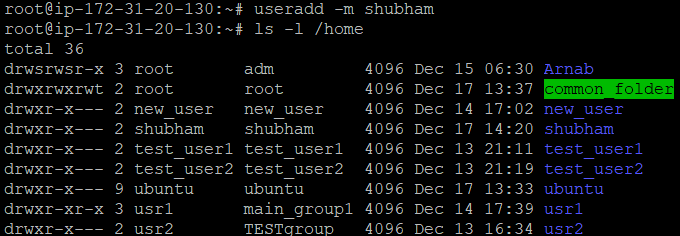 root@ip-172-31-20-130:~# useradd -m shubham
root@ip-172-31-20-130:~# ls -l /home
total 36
drwsrwsr-x 3 root      adm         4096 Dec 15 06:30 Arnab
drwxrwxrwt 2 root      root        4096 Dec 17 13:37 common_folder
drwxr-x--- 2 new_user  new_user    4096 Dec 14 17:02 new_user
drwxr-x--- 2 shubham   shubham     4096 Dec 17 14:20 shubham
drwxr-x--- 2 test_user1 test_user1  4096 Dec 13 21:11 test_user1
drwxr-x--- 2 test_user2 test_user2  4096 Dec 13 21:19 test_user2
drwxr-x--- 9 ubuntu    ubuntu      4096 Dec 17 13:33 ubuntu
drwxr-xr-x 3 usr1      main_group1 4096 Dec 14 17:39 usr1
drwxr-x--- 2 usr2      TESTgroup   4096 Dec 13 16:34 usr2